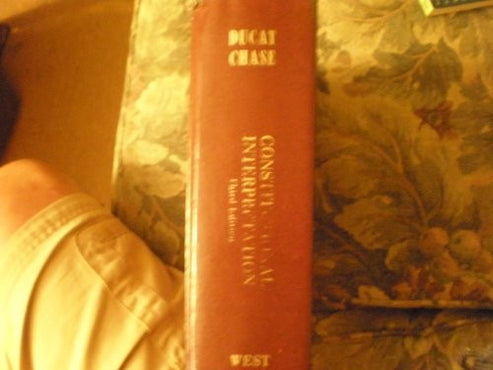 DUCAT
CHASE
CONSTITUTIONAL
INTERPRETATION
Third Edition
WEST